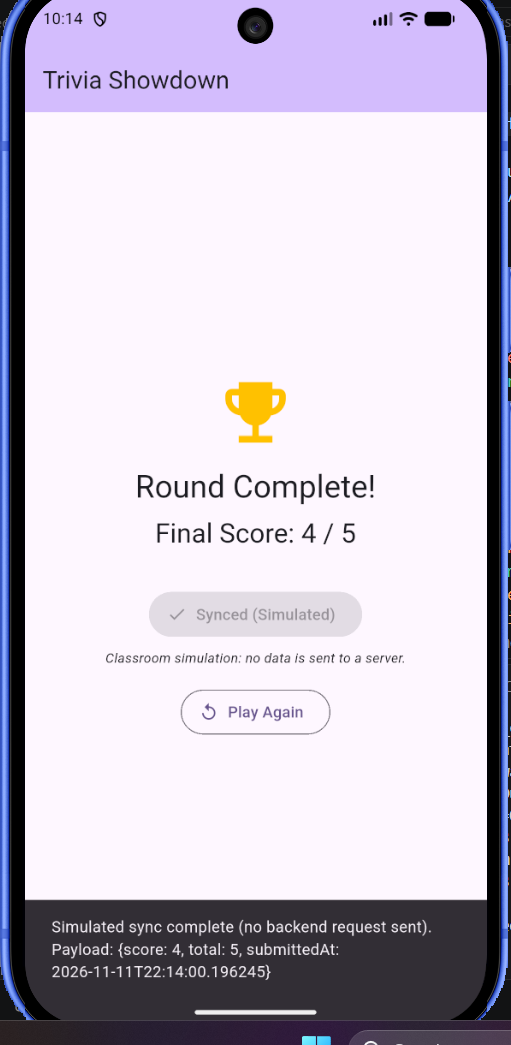 10:14
Trivia Showdown
Round Complete!
Final Score: 4 / 5
Synced (Simulated)
Classroom simulation: no data is sent to a server.
Play Again
Simulated sync complete (no backend request sent).
Payload: {score: 4, total: 5, submittedAt:
2026-11-11T22:14:00.196245}